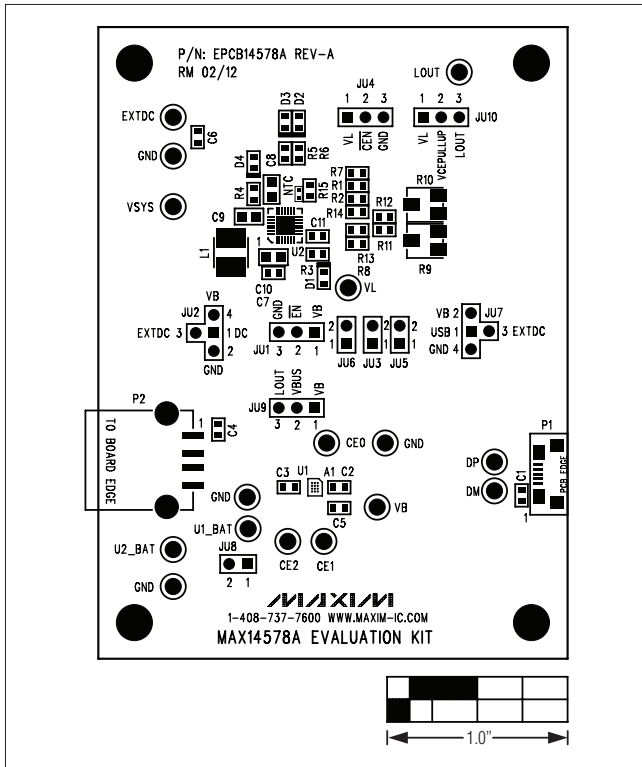 P/N: EPCB14578A REV-A
RM 02/12
LOUT
JU4
1 2 3
VL
CEN
GND
1 2 3
JU10
VL
VCEPULLUP
LOUT
EXTDC
GND
VSYS
C6
D3
D2
R5
R6
D4
C8
R4
NTC
R15
R7
R1
R2
R14
R12
R11
R13
R8
R10
R9
C9
L1
1
U2
C11
R3
D1
C10
C7
VL
VB
JU2
4
EXTDC 3
1 DC
2
GND
GND
EN
VB
JU1
3 2 1
2
1
JU6
2
1
JU3
2
1
JU5
VB 2
JU7
USB 1
3 EXTDC
GND 4
P2
1
TO BOARD EDGE
C4
LOUT
VBUS
VB
JU9
3 2 1
CE0
GND
P1
PCB EDGE
DP
DM
C1
1
C3
U1
A1
C2
C5
VB
GND
U1_BAT
U2_BAT
GND
JU8
2 1
CE2
CE1
MAXIM
1-408-737-7600 WWW.MAXIM-IC.COM
MAX14578A EVALUATION KIT
1.0"